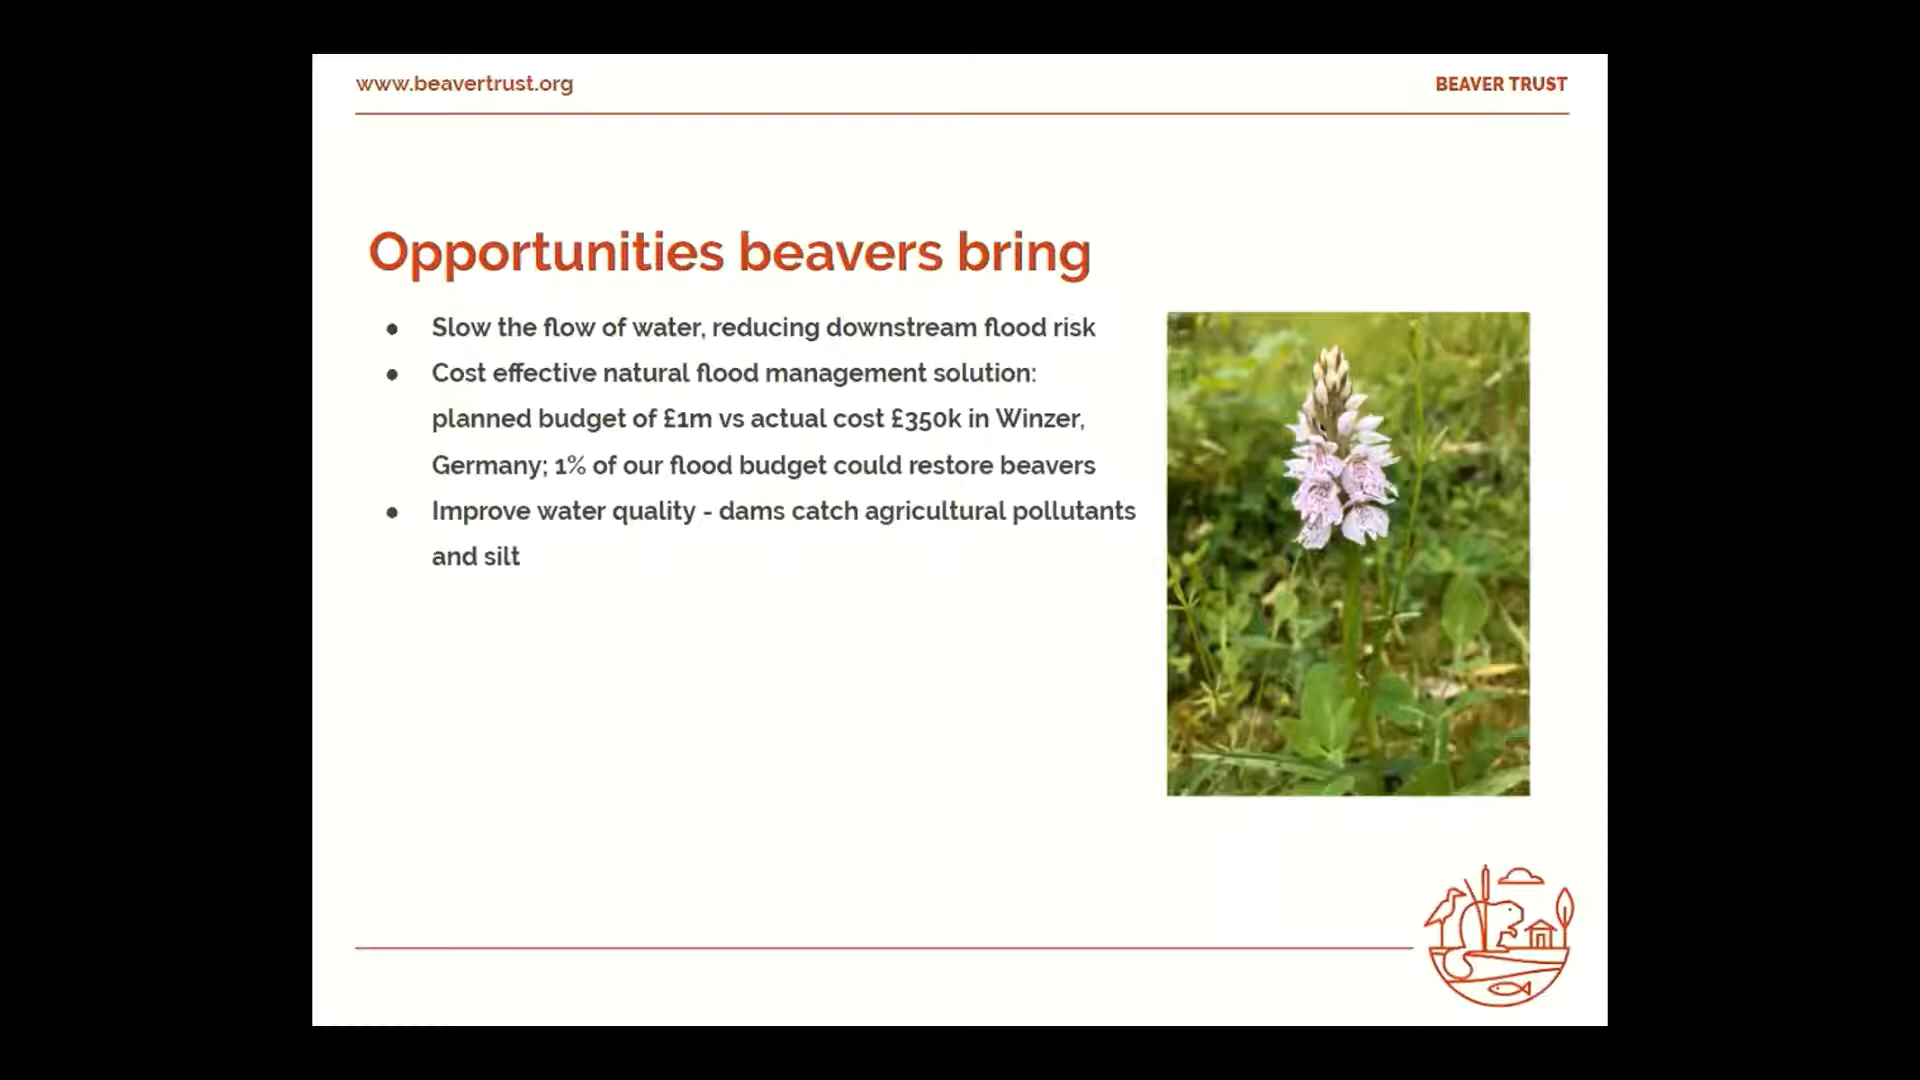 www.beavertrust.org
BEAVER TRUST
Opportunities beavers bring
● Slow the flow of water, reducing downstream flood risk
● Cost effective natural flood management solution:
planned budget of £1m vs actual cost £350k in Winzer,
Germany; 1% of our flood budget could restore beavers
● Improve water quality - dams catch agricultural pollutants
and silt